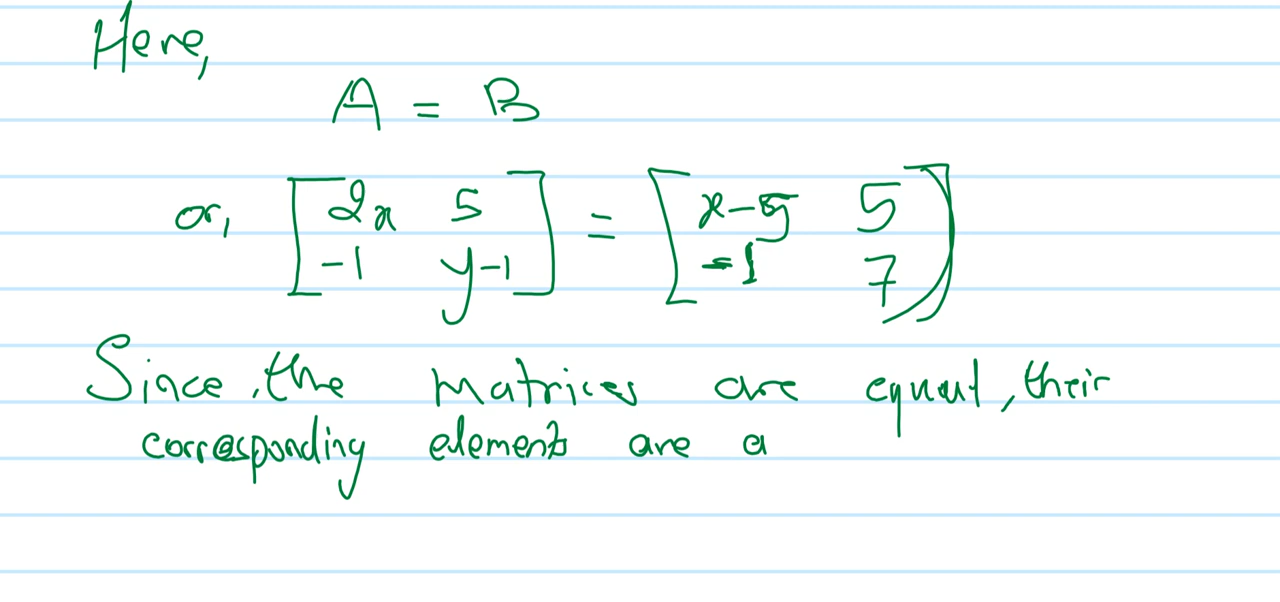 Here,
A = B
or, [2x 5 -1 y-1] = [x-5 5 -1 7]
Since, the matrices are equal, their
corresponding elements are a